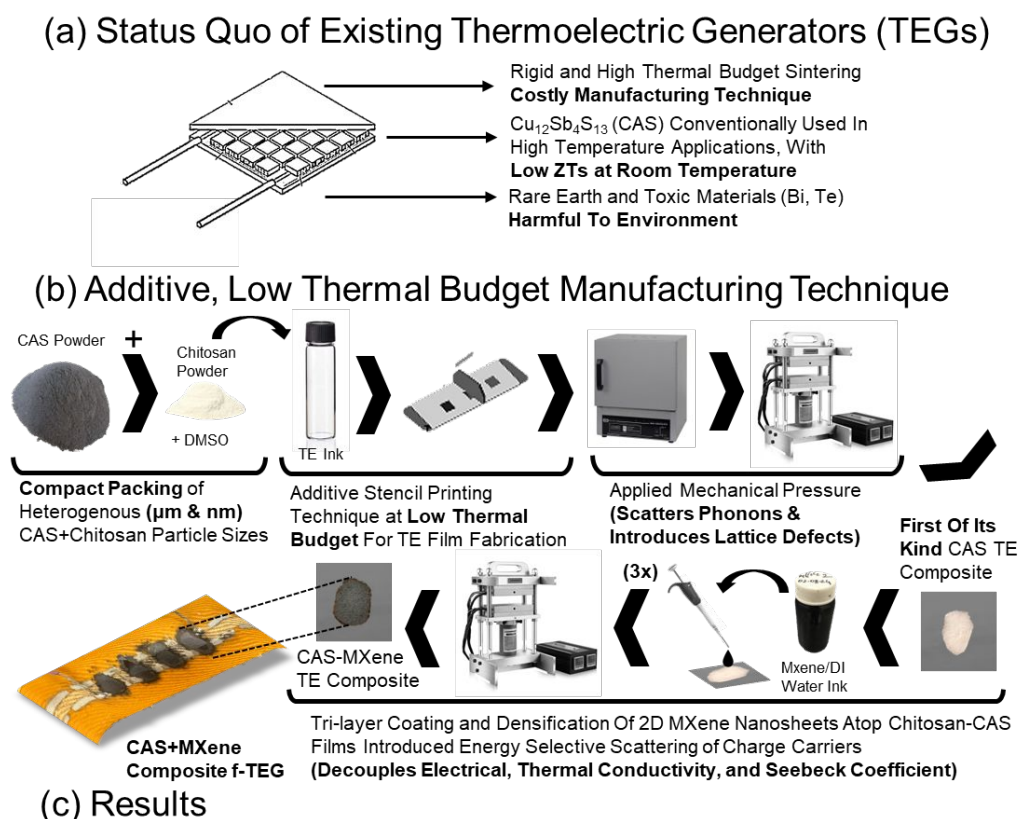 (a) Status Quo of Existing Thermoelectric Generators (TEGs)
Rigid and High Thermal Budget Sintering
Costly Manufacturing Technique
Cu₁₂Sb₄S₁₃ (CAS) Conventionally Used In
High Temperature Applications, With
Low ZTs at Room Temperature
Rare Earth and Toxic Materials (Bi, Te)
Harmful To Environment
(b) Additive, Low Thermal Budget Manufacturing Technique
CAS Powder
+
Chitosan
Powder
+ DMSO
TE Ink
Compact Packing of
Heterogenous (µm & nm)
CAS+Chitosan Particle Sizes
Additive Stencil Printing
Technique at Low Thermal
Budget For TE Film Fabrication
Applied Mechanical Pressure
(Scatters Phonons &
Introduces Lattice Defects)
First Of Its
Kind CAS TE
Composite
(3x)
Mxene/DI
Water Ink
CAS-MXene
TE Composite
CAS+MXene
Composite f-TEG
Tri-layer Coating and Densification Of 2D MXene Nanosheets Atop Chitosan-CAS
Films Introduced Energy Selective Scattering of Charge Carriers
(Decouples Electrical, Thermal Conductivity, and Seebeck Coefficient)
(c) Results